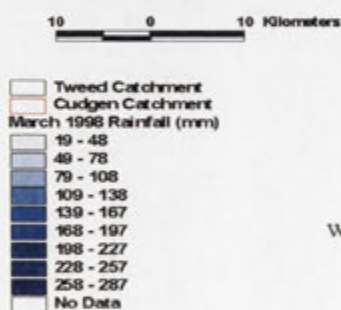 10 0 10 Kilometers
Tweed Catchment
Cudgen Catchment
March 1998 Rainfall (mm)
19 - 48
49 - 78
79 - 108
109 - 138
139 - 167
168 - 197
198 - 227
228 - 257
258 - 287
No Data
W